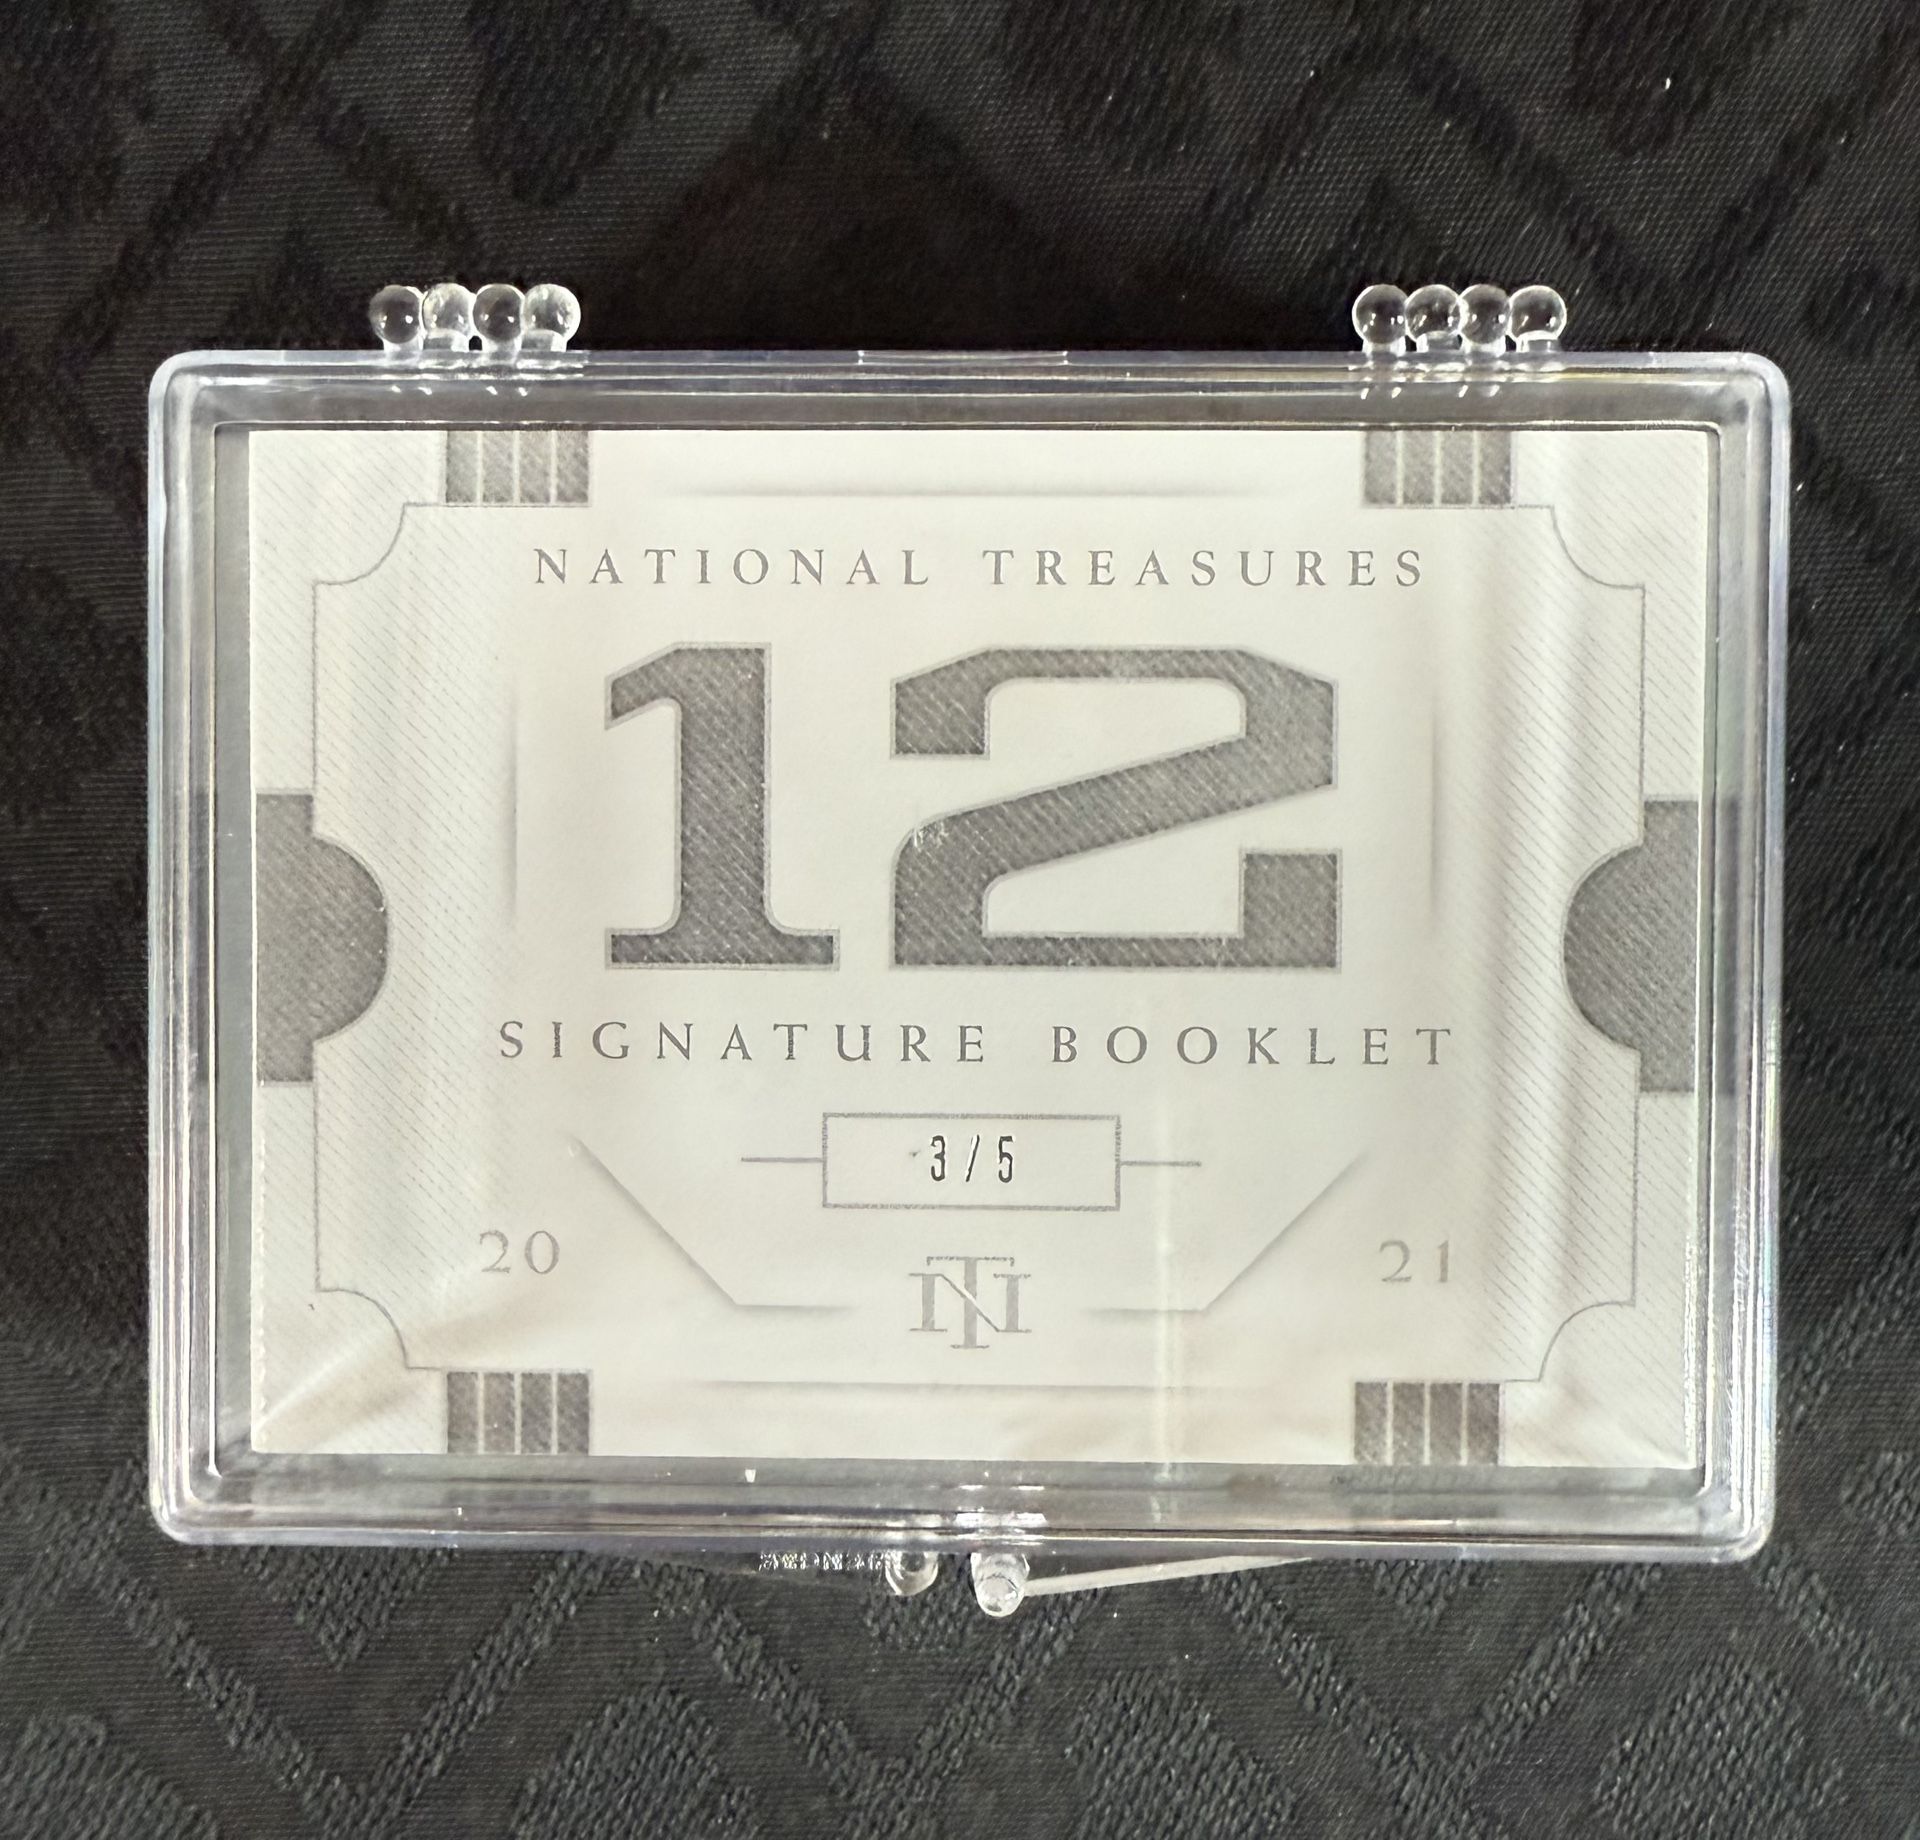 NATIONAL TREASURES
12
SIGNATURE BOOKLET
3/5
20 21
NT